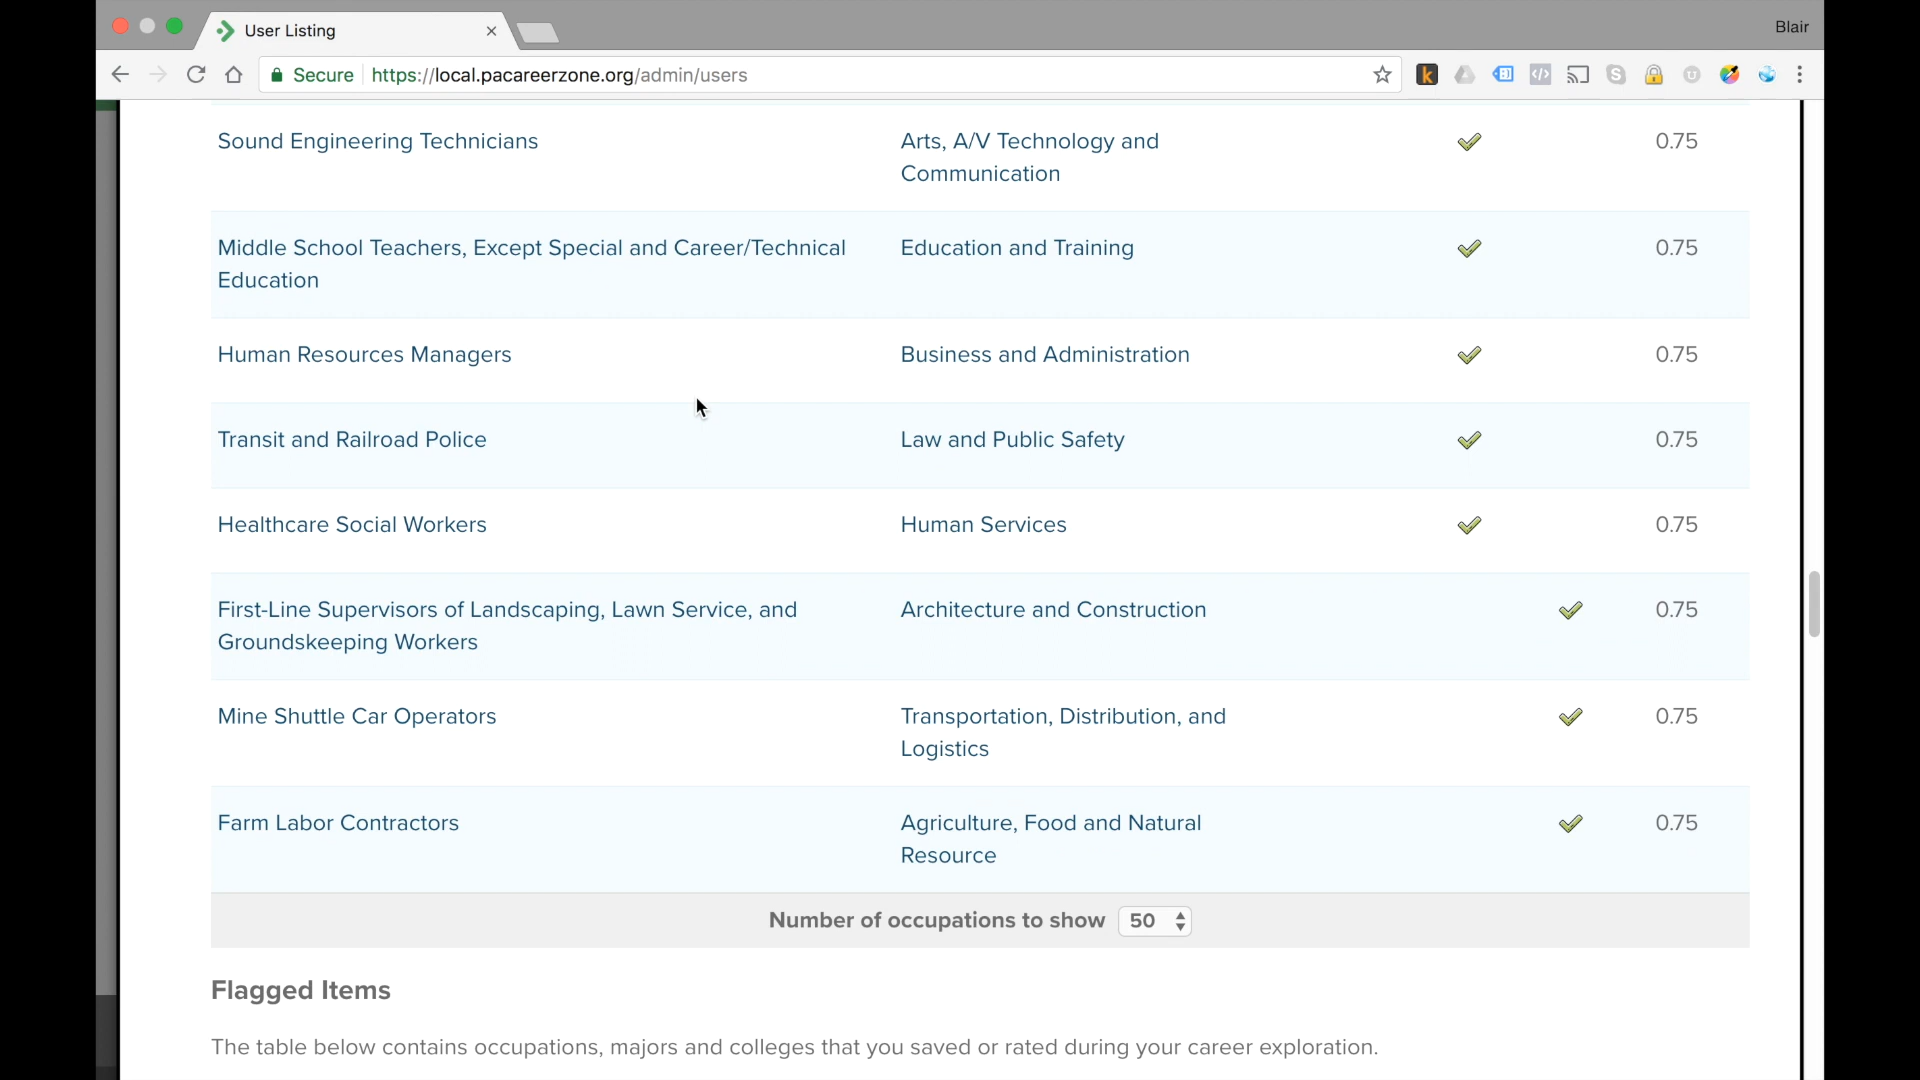 User Listing
Blair
Secure https://local.pacareerzone.org/admin/users
Sound Engineering Technicians
Arts, A/V Technology and
Communication
0.75
Middle School Teachers, Except Special and Career/Technical
Education
Education and Training
0.75
Human Resources Managers
Business and Administration
0.75
Transit and Railroad Police
Law and Public Safety
0.75
Healthcare Social Workers
Human Services
0.75
First-Line Supervisors of Landscaping, Lawn Service, and
Groundskeeping Workers
Architecture and Construction
0.75
Mine Shuttle Car Operators
Transportation, Distribution, and
Logistics
0.75
Farm Labor Contractors
Agriculture, Food and Natural
Resource
0.75
Number of occupations to show 50
Flagged Items
The table below contains occupations, majors and colleges that you saved or rated during your career exploration.